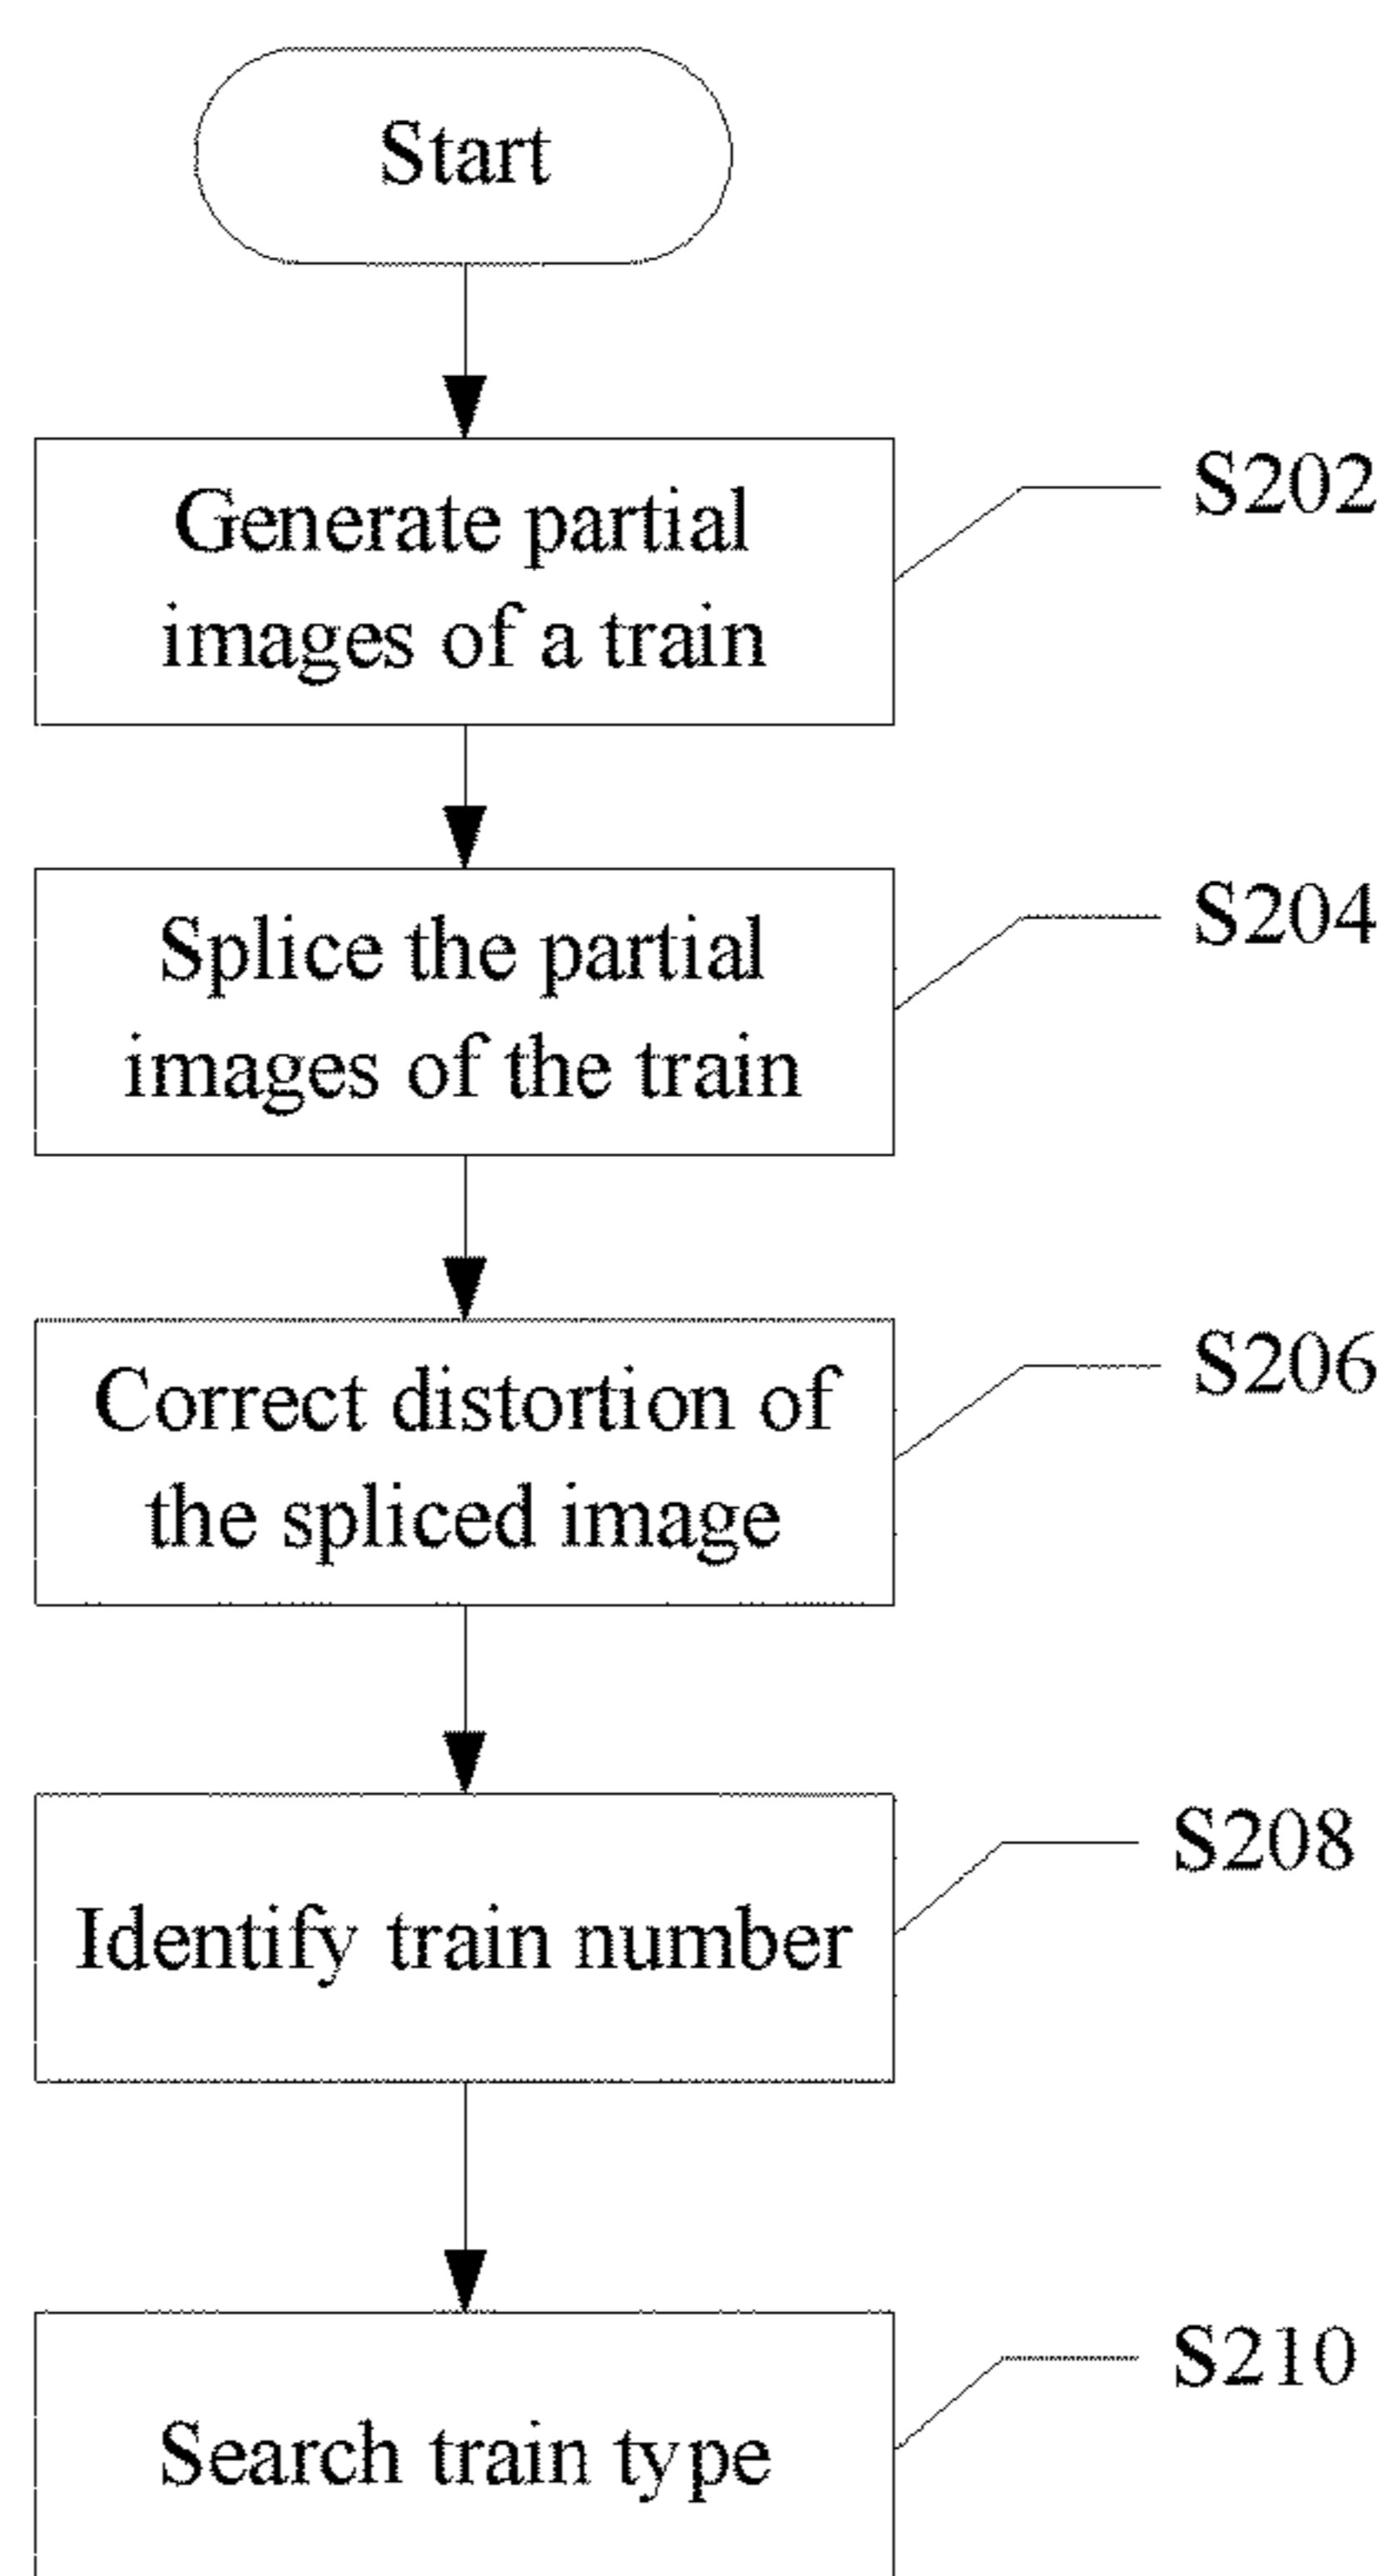 Start
Generate partial
images of a train
S202
Splice the partial
images of the train
S204
Correct distortion of
the spliced image
S206
Identify train number
S208
Search train type
S210